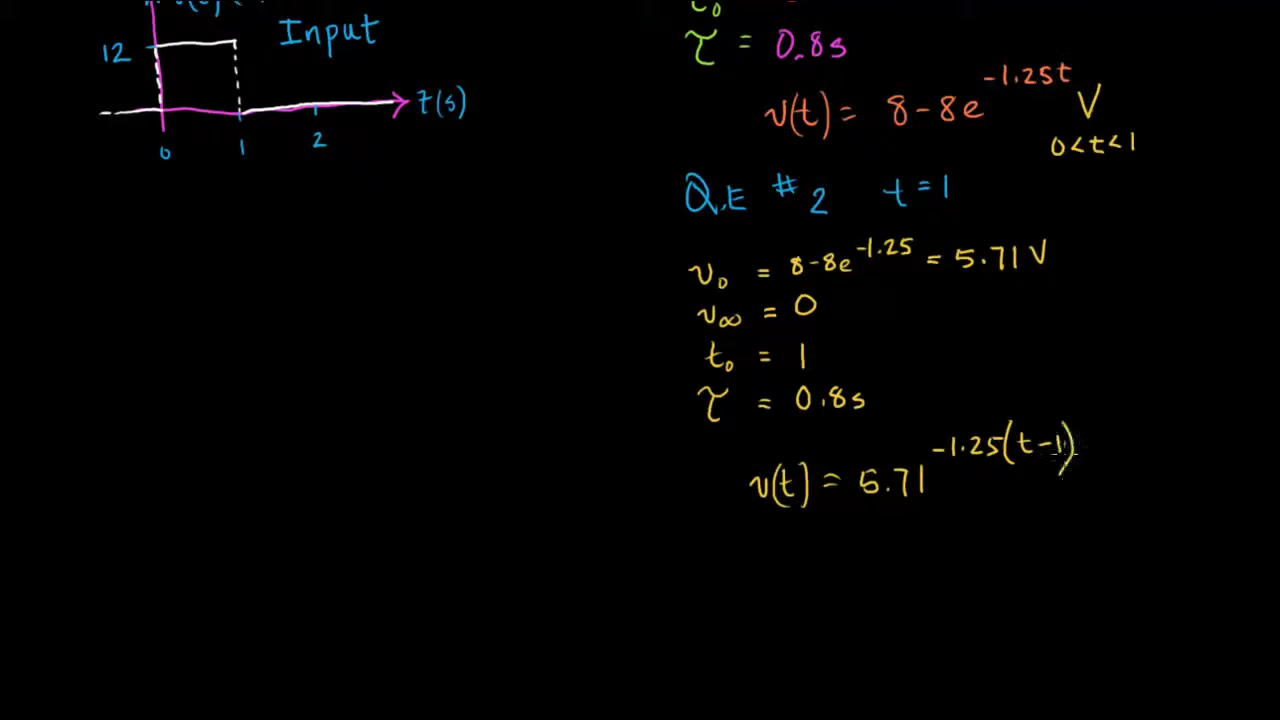 Input
12
t(s)
0 1 2
τ = 0.8s
v(t) = 8-8e^-1.25t V
0<t<1
Q.E #2 t=1
v₀ = 8-8e^-1.25 = 5.71V
v∞ = 0
t₀ = 1
τ = 0.8s
v(t) = 5.71^-1.25(t-1)